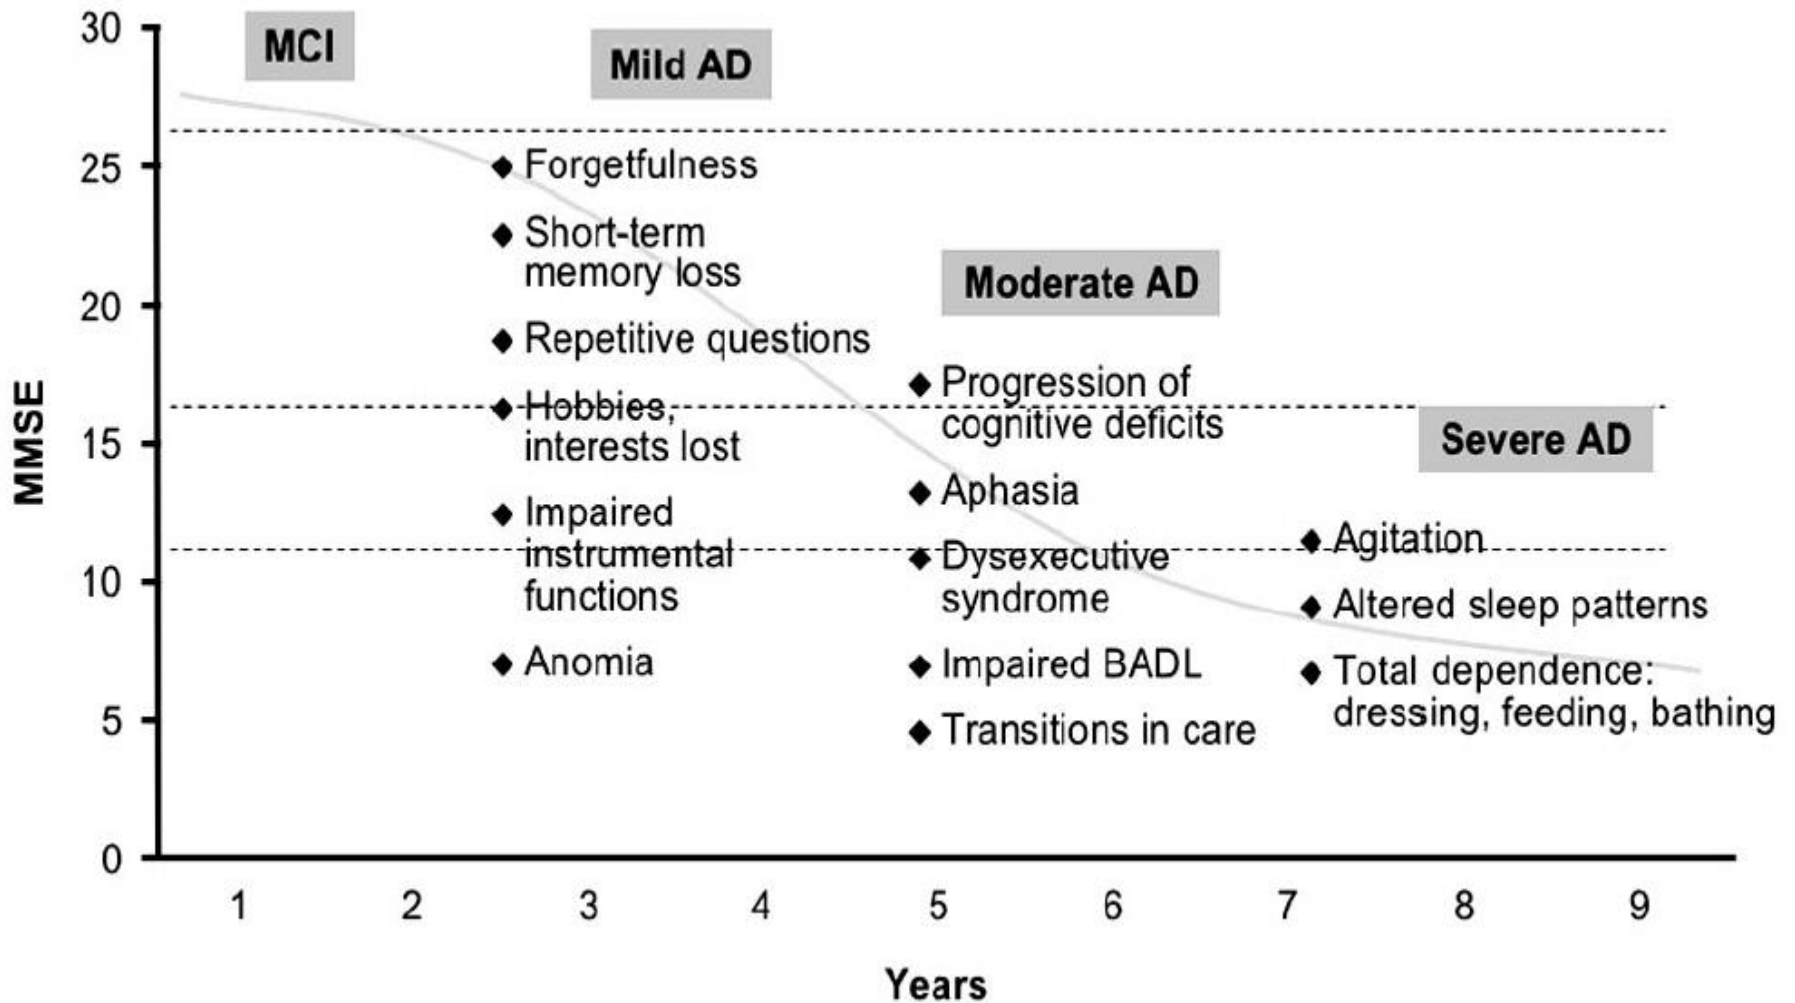 30
25
20
15
10
5
0
MMSE
MCI
Mild AD
Forgetfulness
Short-term
memory loss
Repetitive questions
Hobbies,
interests lost
Impaired
instrumental
functions
Anomia
Moderate AD
Progression of
cognitive deficits
Aphasia
Dysexecutive
syndrome
Impaired BADL
Transitions in care
Severe AD
Agitation
Altered sleep patterns
Total dependence:
dressing, feeding, bathing
1 2 3 4 5 6 7 8 9
Years